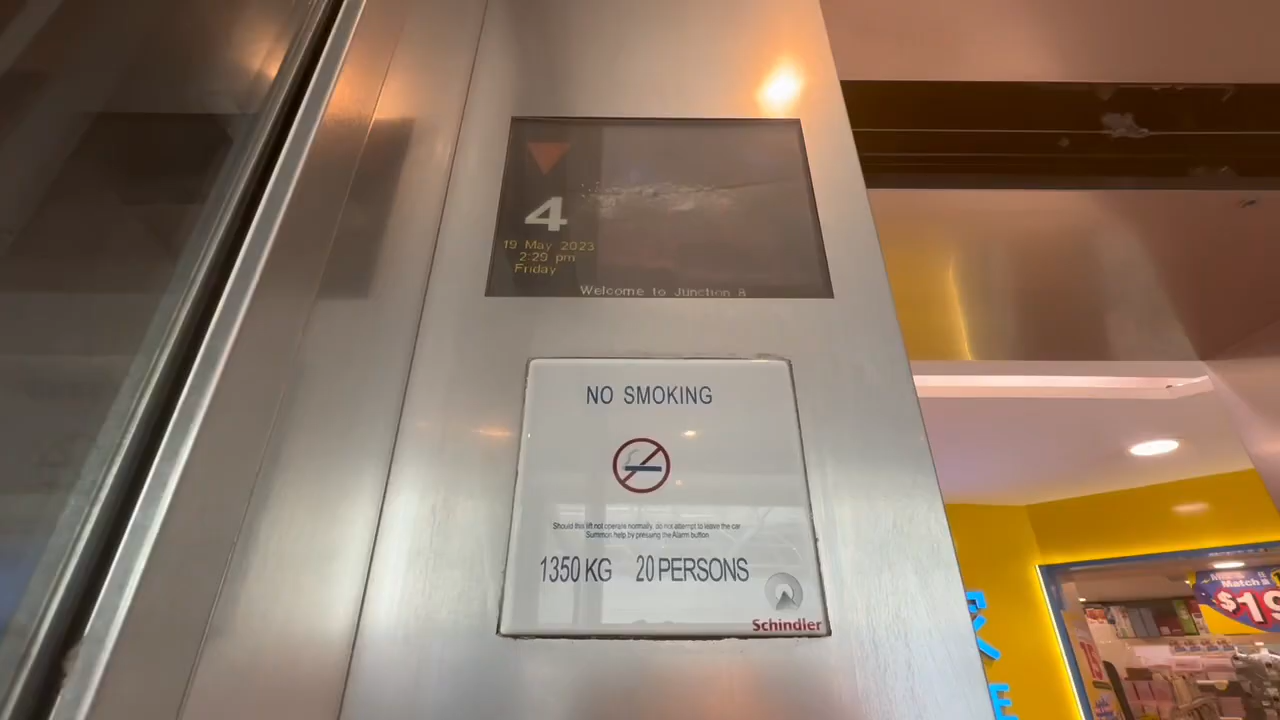 4
19 May 2023
2:29 pm
Friday
Welcome to Junction 8
NO SMOKING
Should this lift not operate normally, do not attempt to leave the car
Summon help by pressing the Alarm button
1350 KG 20 PERSONS
Schindler
Match
$19
15